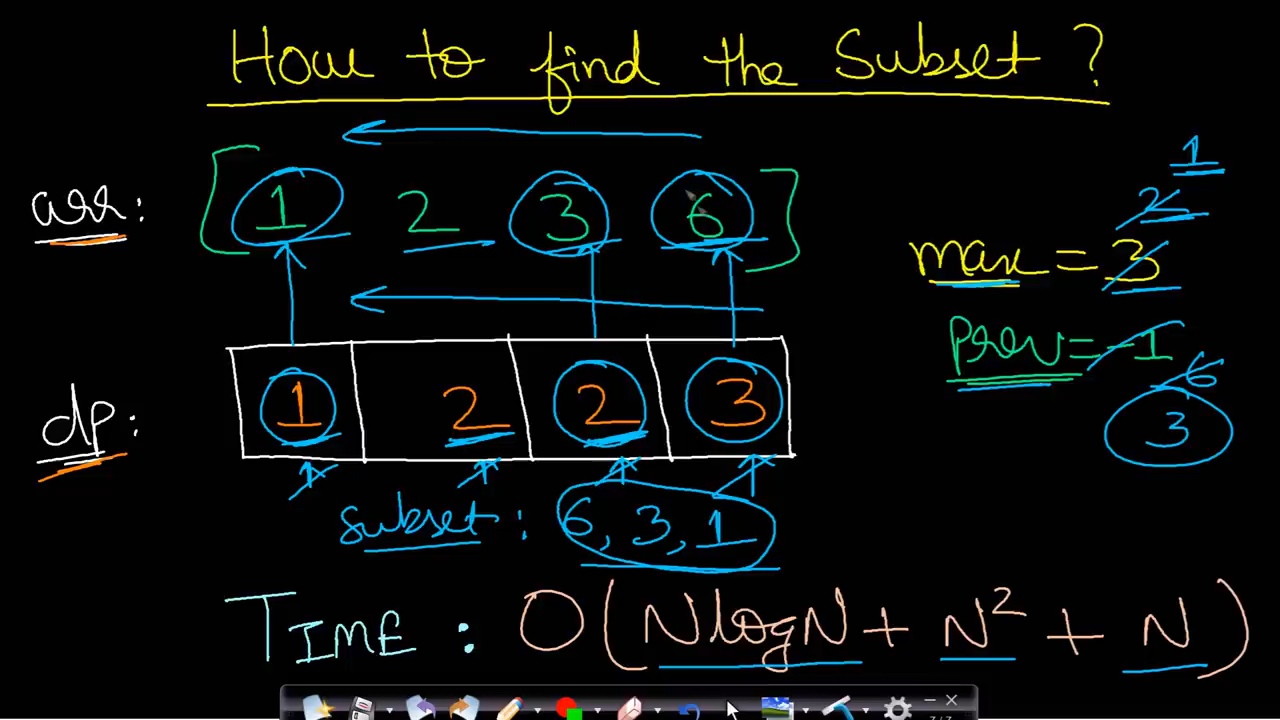 How to find the Subset ?
1
2
arr: [ 1 2 3 6 ]
max = 3
prev = -1
6
3
dp: 1 2 2 3
subset : 6, 3, 1
TIME : O( NlogN + N² + N )